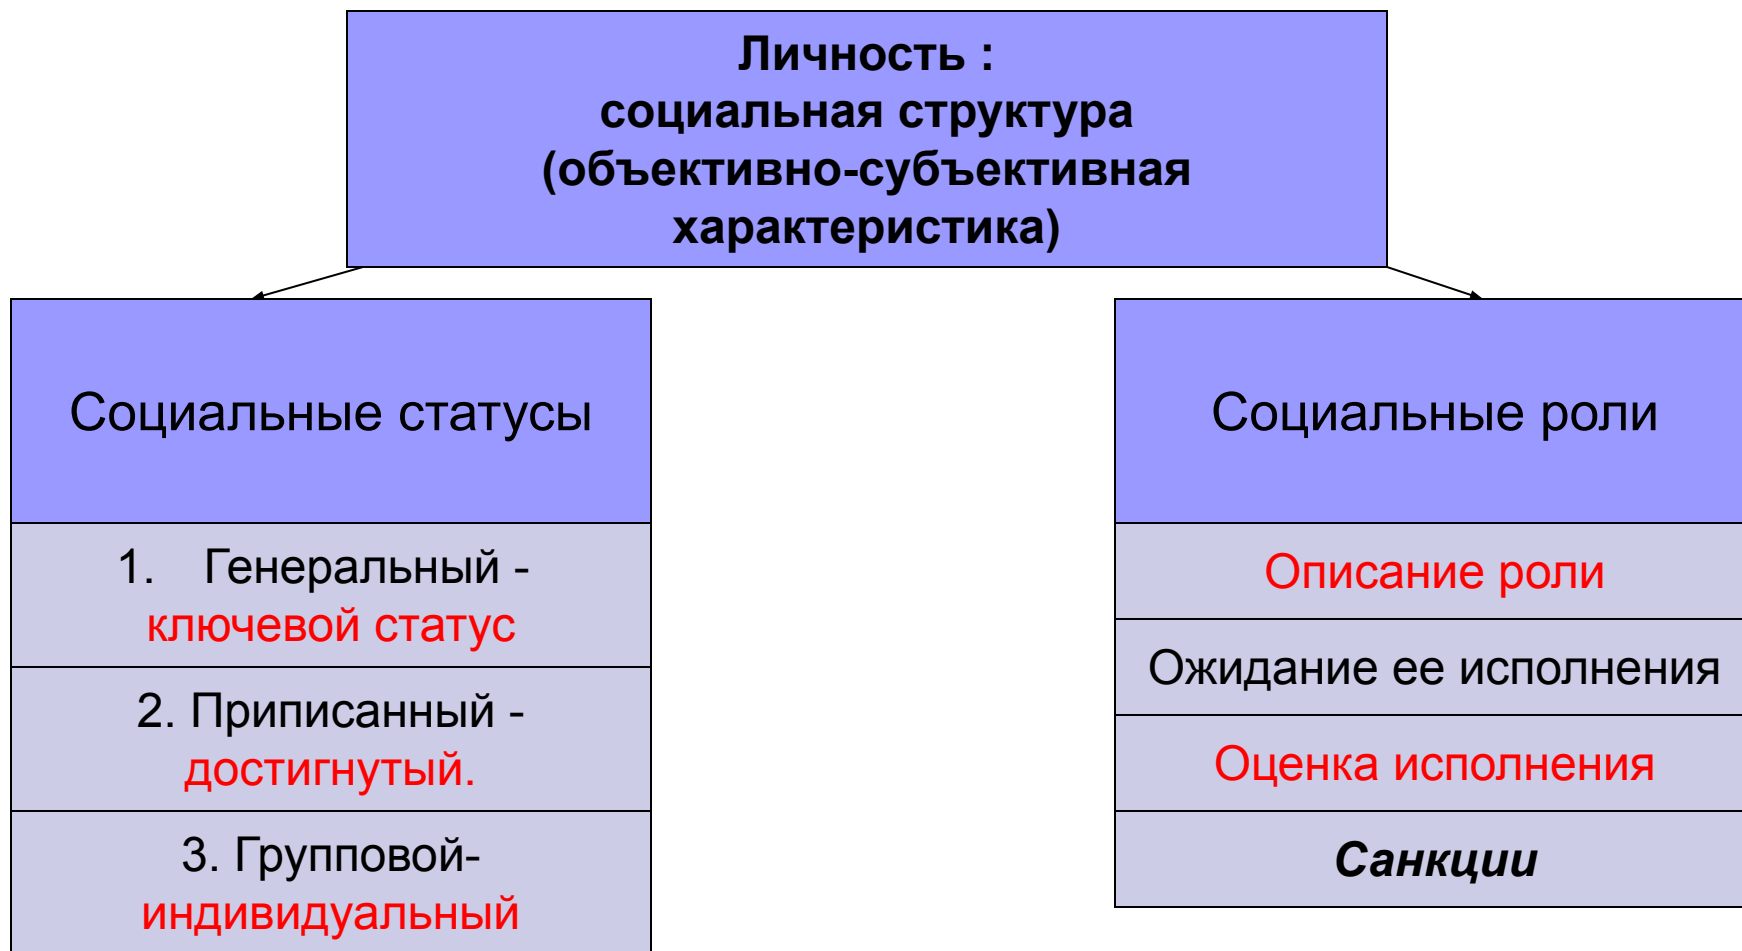 Личность :
социальная структура
(объективно-субъективная
характеристика)
Социальные статусы
1. Генеральный -
ключевой статус
2. Приписанный -
достигнутый.
3. Групповой-
индивидуальный
Социальные роли
Описание роли
Ожидание ее исполнения
Оценка исполнения
Санкции